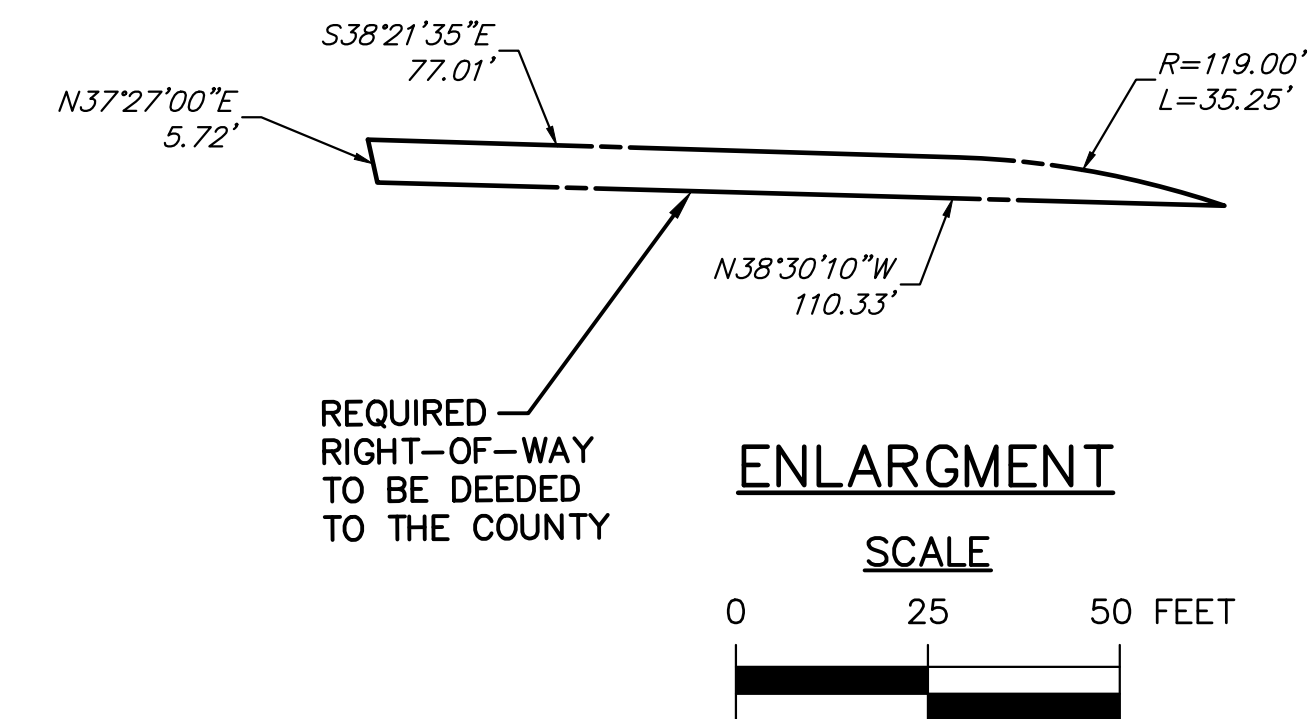 S38°21'35"E
77.01'
N37°27'00"E
5.72'
R=119.00'
L=35.25'
N38°30'10"W
110.33'
REQUIRED
RIGHT-OF-WAY
TO BE DEEDED
TO THE COUNTY
ENLARGMENT
SCALE
0 25 50 FEET